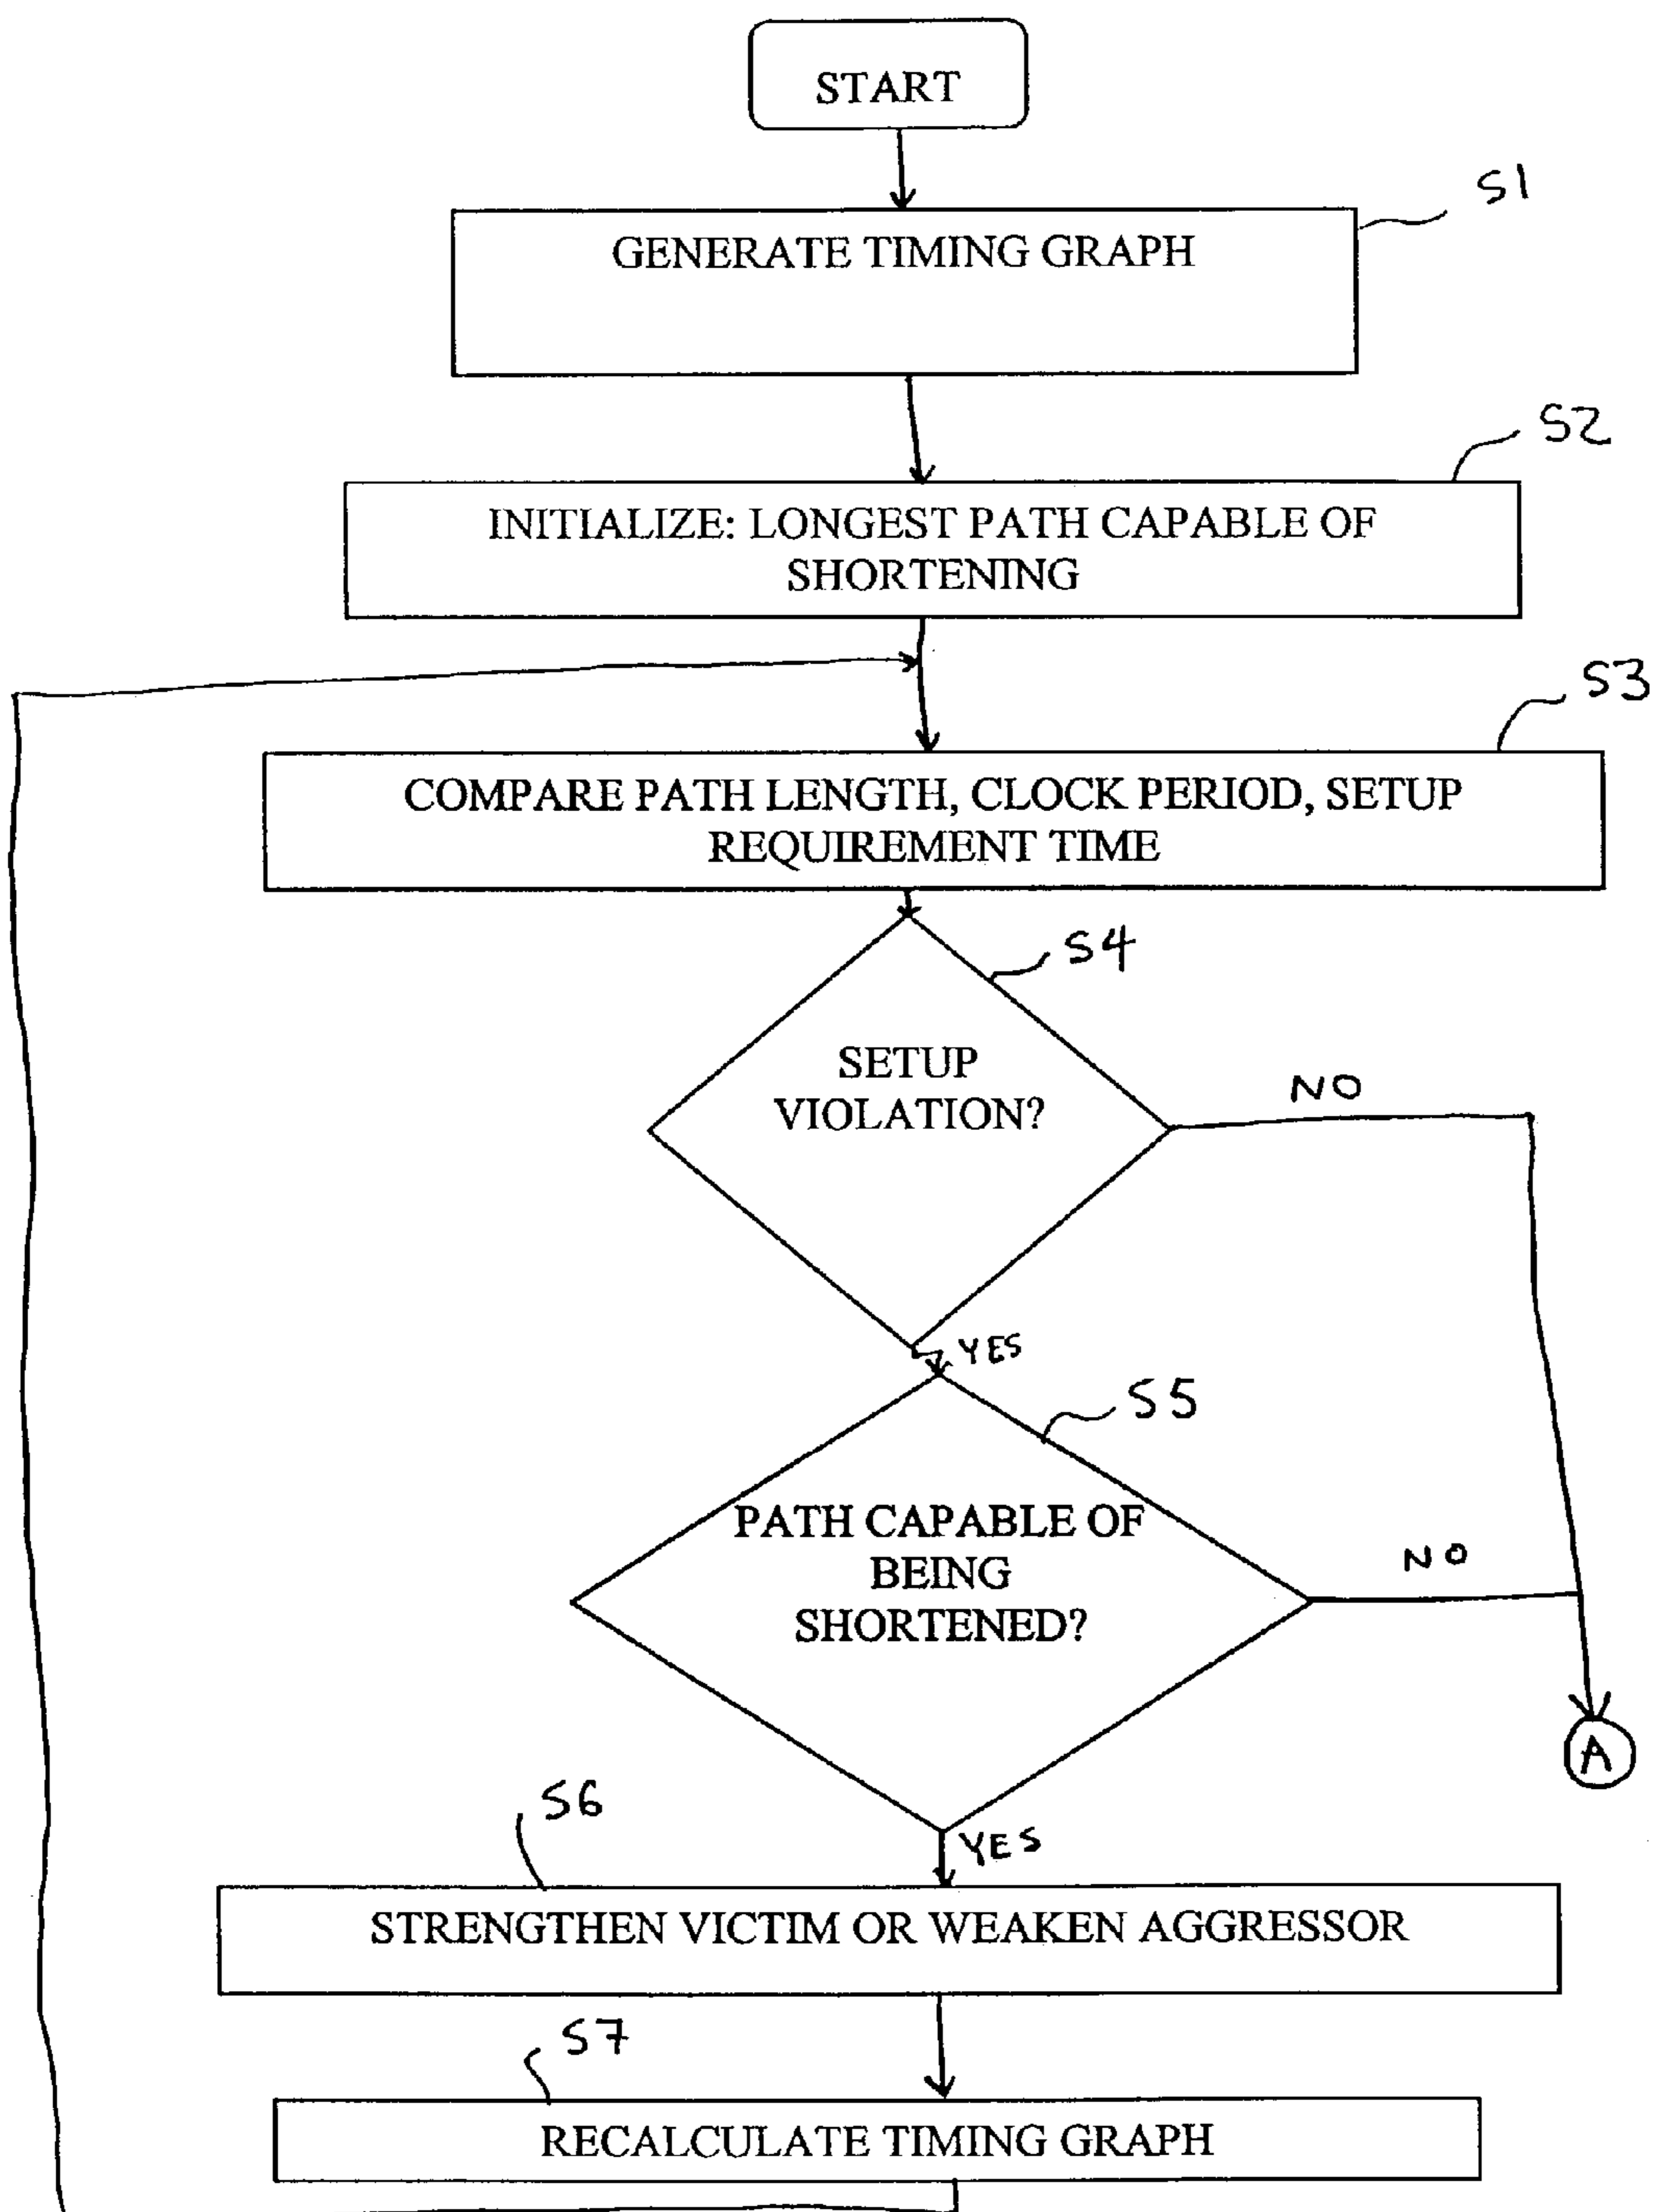 START
S1
GENERATE TIMING GRAPH
S2
INITIALIZE: LONGEST PATH CAPABLE OF
SHORTENING
S3
COMPARE PATH LENGTH, CLOCK PERIOD, SETUP
REQUIREMENT TIME
S4
SETUP
VIOLATION?
NO
YES
S5
PATH CAPABLE OF
BEING
SHORTENED?
NO
A
S6
YES
STRENGTHEN VICTIM OR WEAKEN AGGRESSOR
S7
RECALCULATE TIMING GRAPH